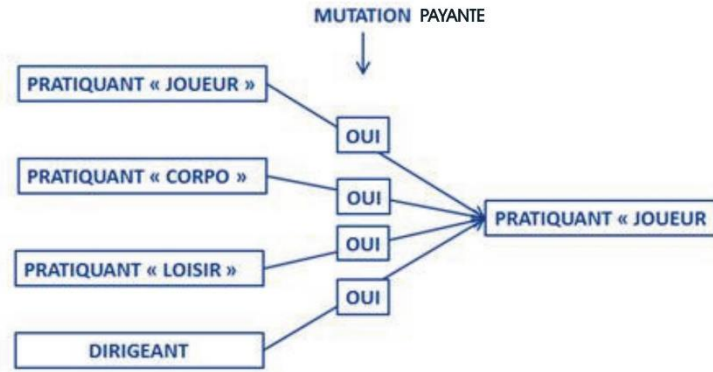 MUTATION PAYANTE
PRATIQUANT « JOUEUR »
OUI
PRATIQUANT « CORPO »
OUI
PRATIQUANT « JOUEUR
OUI
PRATIQUANT « LOISIR »
OUI
DIRIGEANT